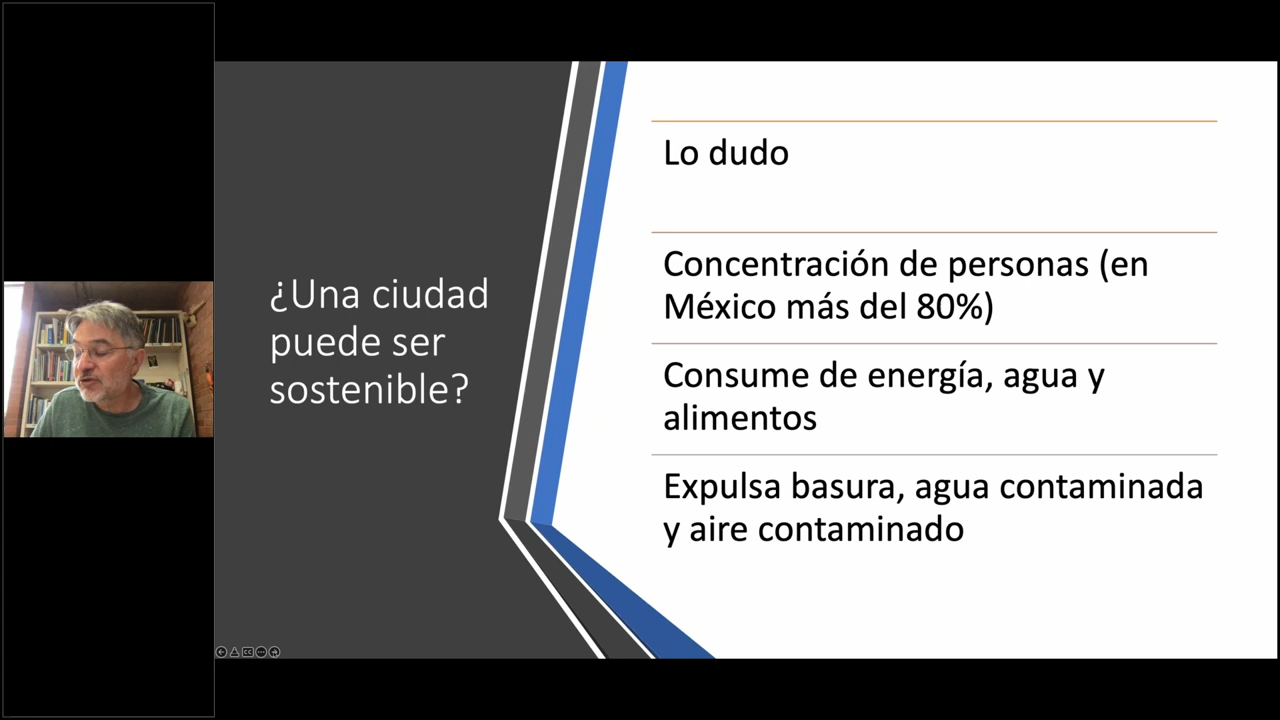 ¿Una ciudad
puede ser
sostenible?
Lo dudo
Concentración de personas (en
México más del 80%)
Consume de energía, agua y
alimentos
Expulsa basura, agua contaminada
y aire contaminado